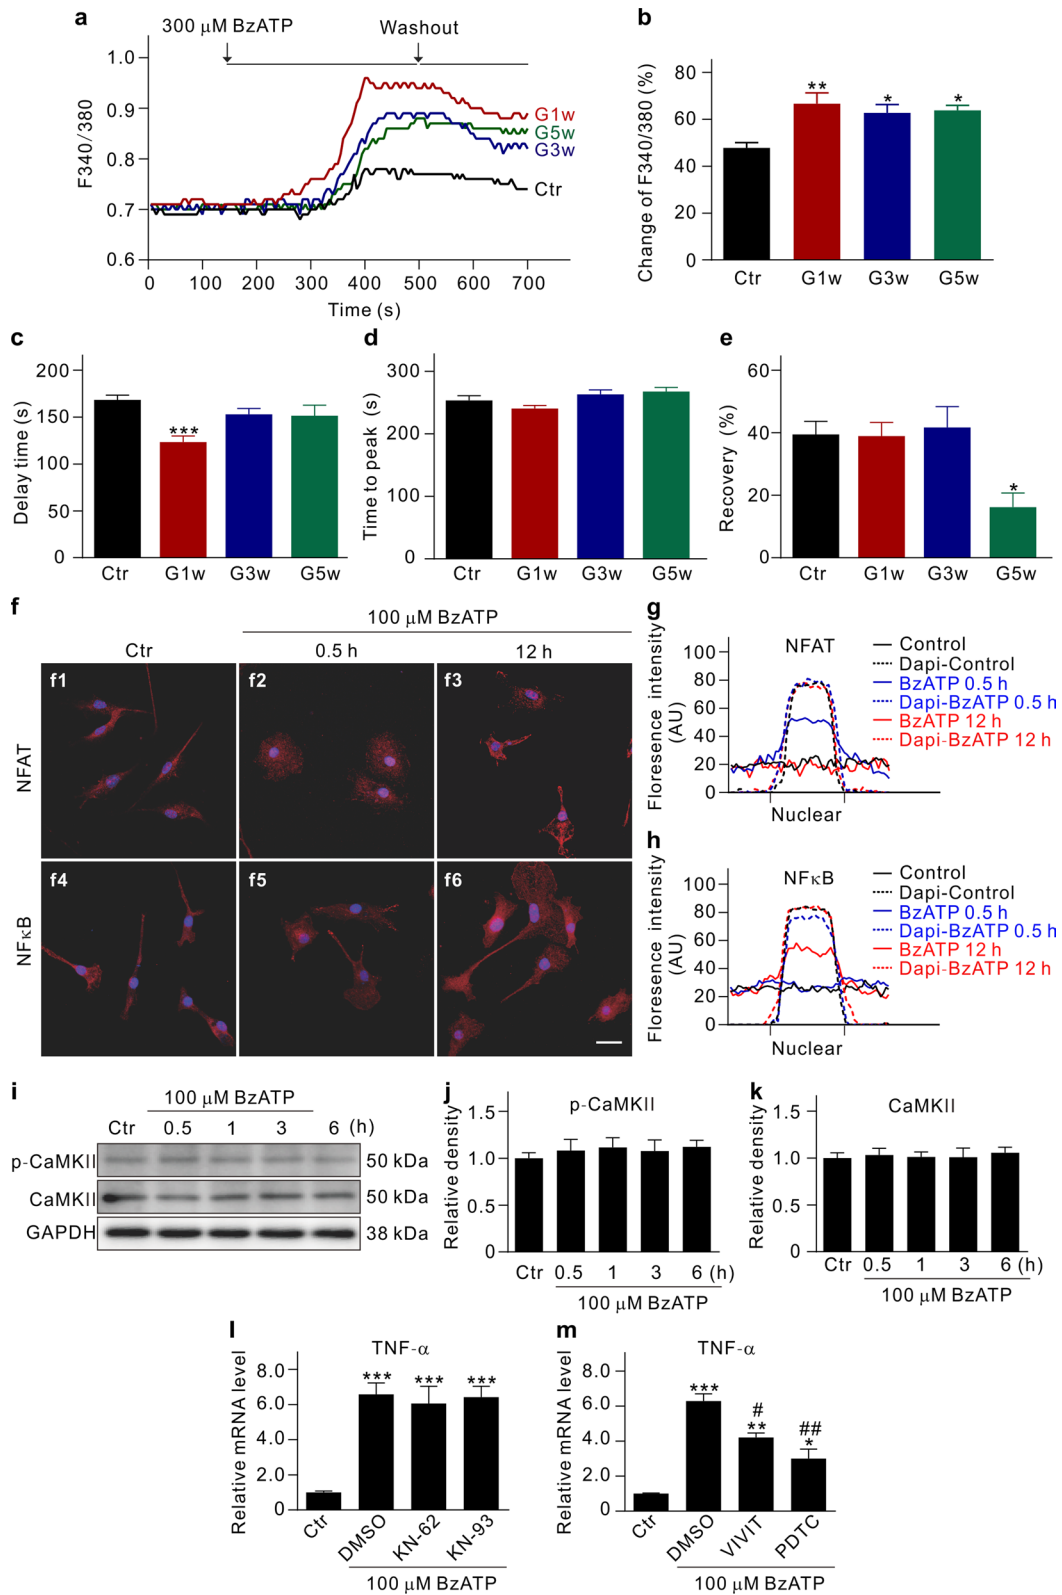 a
300 μM BzATP
Washout
F340/380
1.0
0.9
0.8
0.7
0.6
G1w
G5w
G3w
Ctr
0 100 200 300 400 500 600 700
Time (s)
b
Change of F340/380 (%)
80
60
40
20
0
** * *
Ctr G1w G3w G5w
c
Delay time (s)
200
150
100
50
0
***
Ctr G1w G3w G5w
d
Time to peak (s)
300
200
100
0
Ctr G1w G3w G5w
e
Recovery (%)
60
40
20
0
*
Ctr G1w G3w G5w
f
100 μM BzATP
Ctr 0.5 h 12 h
NFAT
f1 f2 f3
NFκB
f4 f5 f6
g
NFAT
Floresence intensity
(AU)
100
80
60
40
20
0
Nuclear
Control
Dapi-Control
BzATP 0.5 h
Dapi-BzATP 0.5 h
BzATP 12 h
Dapi-BzATP 12 h
h
NFκB
Floresence intensity
(AU)
100
80
60
40
20
0
Nuclear
Control
Dapi-Control
BzATP 0.5 h
Dapi-BzATP 0.5 h
BzATP 12 h
Dapi-BzATP 12 h
i
100 μM BzATP
Ctr 0.5 1 3 6 (h)
p-CaMKII 50 kDa
CaMKII 50 kDa
GAPDH 38 kDa
j
p-CaMKII
Relative density
1.5
1.0
0.5
0
Ctr 0.5 1 3 6 (h)
100 μM BzATP
k
CaMKII
Relative density
1.5
1.0
0.5
0
Ctr 0.5 1 3 6 (h)
100 μM BzATP
l
TNF-α
Relative mRNA level
8.0
6.0
4.0
2.0
0
*** *** ***
Ctr DMSO KN-62 KN-93
100 μM BzATP
m
TNF-α
Relative mRNA level
8.0
6.0
4.0
2.0
0
***
# ##
** *
Ctr DMSO VIVIT PDTC
100 μM BzATP